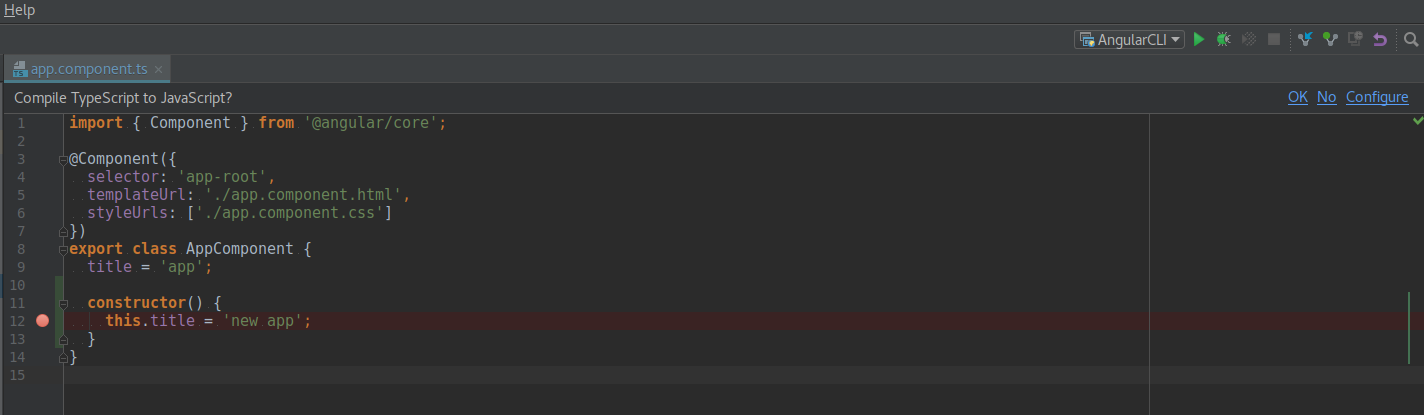 Help
AngularCLI
app.component.ts
Compile TypeScript to JavaScript? OK No Configure
1 import { Component } from '@angular/core';
2
3 @Component({
4   selector: 'app-root',
5   templateUrl: './app.component.html',
6   styleUrls: ['./app.component.css']
7 })
8 export class AppComponent {
9   title = 'app';
10
11   constructor() {
12     this.title = 'new app';
13   }
14 }
15